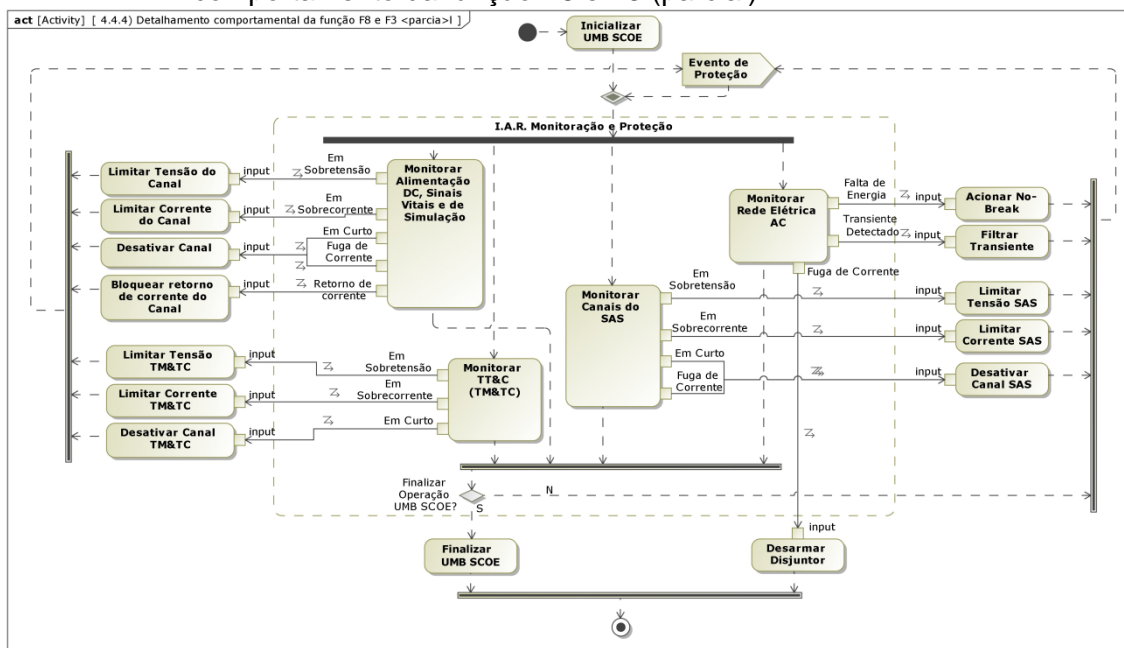 act [Activity] [ 4.4.4) Detalhamento comportamental da função F8 e F3 <parcia>l ]
Inicializar
UMB SCOE
Evento de
Proteção
I.A.R. Monitoração e Proteção
Limitar Tensão do
Canal
input
Em
Sobretensão
Limitar Corrente
do Canal
input
Em
Sobrecorrente
Desativar Canal
input
Em Curto
Fuga de
Corrente
Bloquear retorno
de corrente do
Canal
input
Retorno de
corrente
Monitorar
Alimentação
DC, Sinais
Vitais e de
Simulação
Monitorar
Rede Elétrica
AC
Falta de
Energia
input
Acionar No-
Break
Transiente
Detectado
input
Filtrar
Transiente
Fuga de Corrente
Monitorar
Canais do
SAS
Em
Sobretensão
input
Limitar
Tensão SAS
Em
Sobrecorrente
input
Limitar
Corrente SAS
Em Curto
Fuga de
Corrente
input
Desativar
Canal SAS
Limitar Tensão
TM&TC
input
Em
Sobretensão
Limitar Corrente
TM&TC
input
Em
Sobrecorrente
Desativar Canal
TM&TC
input
Em Curto
Monitorar
TT&C
(TM&TC)
Finalizar
Operação
UMB SCOE?
N
S
input
Finalizar
UMB SCOE
Desarmar
Disjuntor